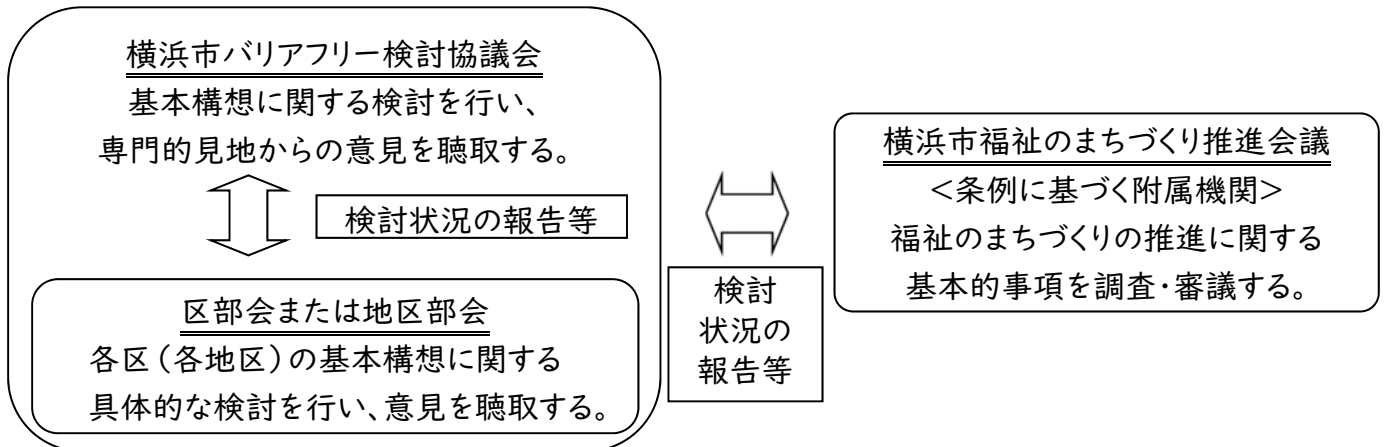 横浜市バリアフリー検討協議会
基本構想に関する検討を行い、
専門的見地からの意見を聴取する。
検討状況の報告等
区部会または地区部会
各区(各地区)の基本構想に関する
具体的な検討を行い、意見を聴取する。
検討
状況の
報告等
横浜市福祉のまちづくり推進会議
<条例に基づく附属機関>
福祉のまちづくりの推進に関する
基本的事項を調査・審議する。